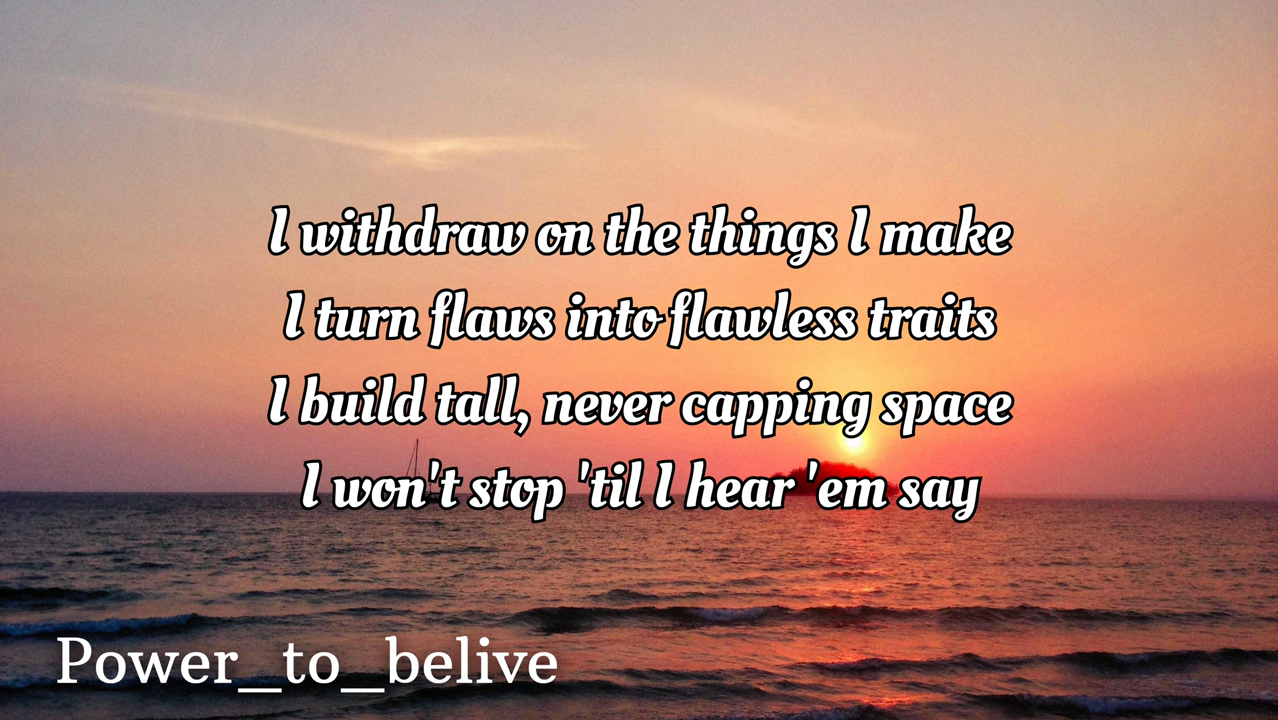 I withdraw on the things I make
I turn flaws into flawless traits
I build tall, never capping space
I won't stop 'til I hear 'em say
Power_to_belive